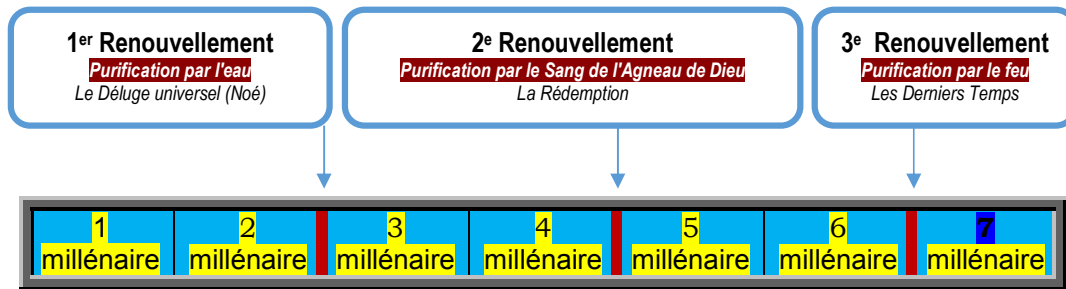 1er Renouvellement
Purification par l'eau
Le Déluge universel (Noé)
2e Renouvellement
Purification par le Sang de l'Agneau de Dieu
La Rédemption
3e Renouvellement
Purification par le feu
Les Derniers Temps
1 2 3 4 5 6 7
millénaire millénaire millénaire millénaire millénaire millénaire millénaire